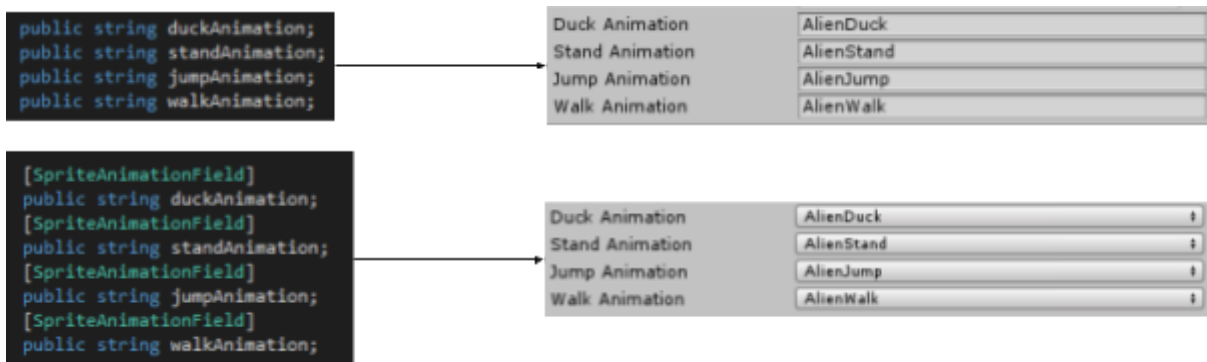 public string duckAnimation;
public string standAnimation;
public string jumpAnimation;
public string walkAnimation;
Duck Animation AlienDuck
Stand Animation AlienStand
Jump Animation AlienJump
Walk Animation AlienWalk
[SpriteAnimationField]
public string duckAnimation;
[SpriteAnimationField]
public string standAnimation;
[SpriteAnimationField]
public string jumpAnimation;
[SpriteAnimationField]
public string walkAnimation;
Duck Animation AlienDuck
Stand Animation AlienStand
Jump Animation AlienJump
Walk Animation AlienWalk